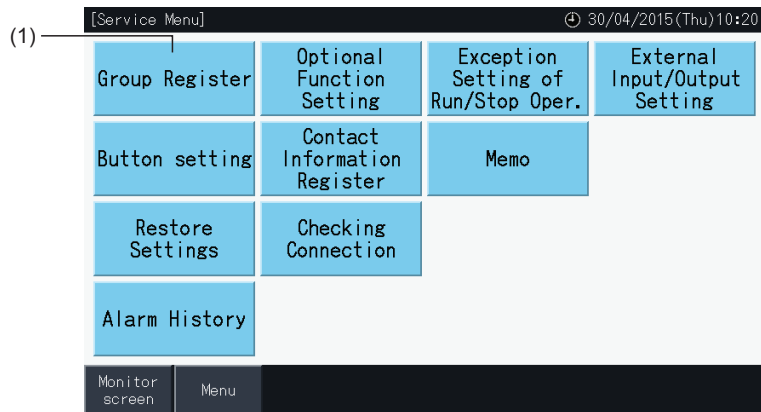 [Service Menu]
30/04/2015(Thu)10:20
(1)
Group Register
Optional
Function
Setting
Exception
Setting of
Run/Stop Oper.
External
Input/Output
Setting
Button setting
Contact
Information
Register
Memo
Restore
Settings
Checking
Connection
Alarm History
Monitor
screen
Menu